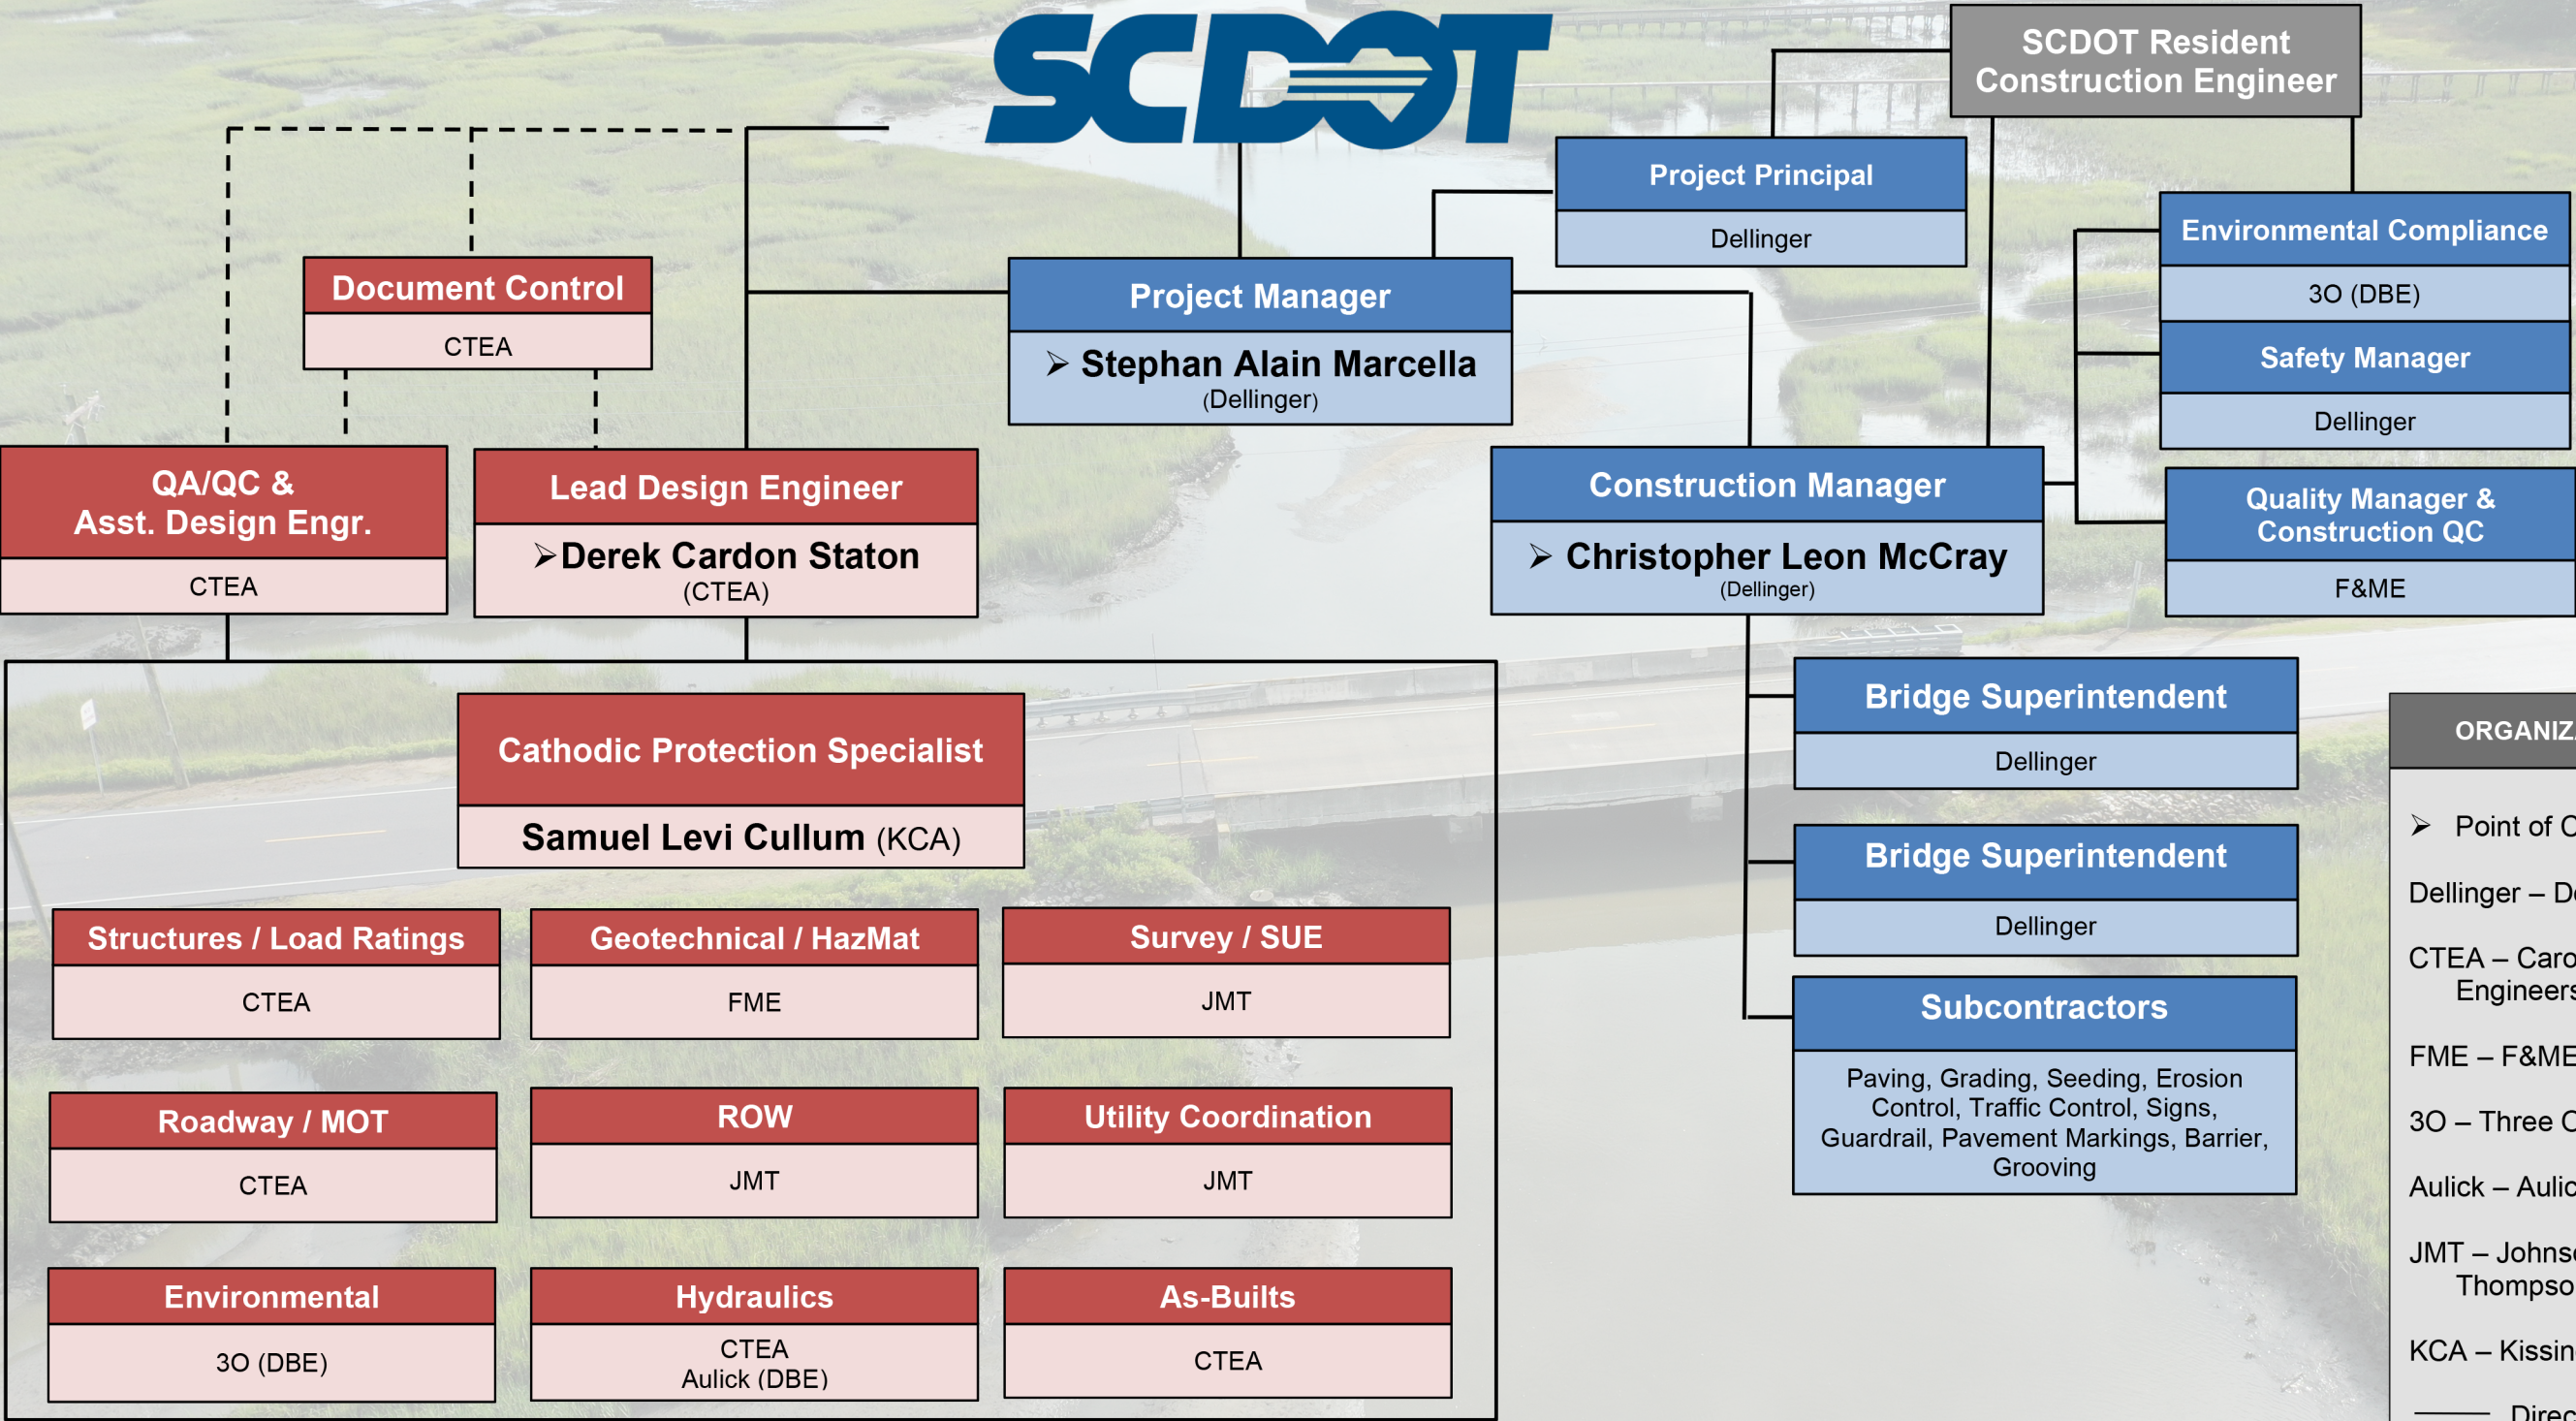 SCDOT
SCDOT Resident
Construction Engineer
Project Principal
Dellinger
Environmental Compliance
3O (DBE)
Safety Manager
Dellinger
Quality Manager &
Construction QC
F&ME
Document Control
CTEA
Project Manager
➢ Stephan Alain Marcella
(Dellinger)
QA/QC &
Asst. Design Engr.
CTEA
Lead Design Engineer
➢Derek Cardon Staton
(CTEA)
Construction Manager
➢ Christopher Leon McCray
(Dellinger)
Cathodic Protection Specialist
Samuel Levi Cullum (KCA)
Structures / Load Ratings
CTEA
Geotechnical / HazMat
FME
Survey / SUE
JMT
Roadway / MOT
CTEA
ROW
JMT
Utility Coordination
JMT
Environmental
3O (DBE)
Hydraulics
CTEA
Aulick (DBE)
As-Builts
CTEA
Bridge Superintendent
Dellinger
Bridge Superintendent
Dellinger
Subcontractors
Paving, Grading, Seeding, Erosion
Control, Traffic Control, Signs,
Guardrail, Pavement Markings, Barrier,
Grooving
ORGANIZ
➢ Point of C
Dellinger – D
CTEA – Caro
Engineers
FME – F&ME
3O – Three
Aulick – Aulic
JMT – Johns
Thompso
KCA – Kissin
Direc